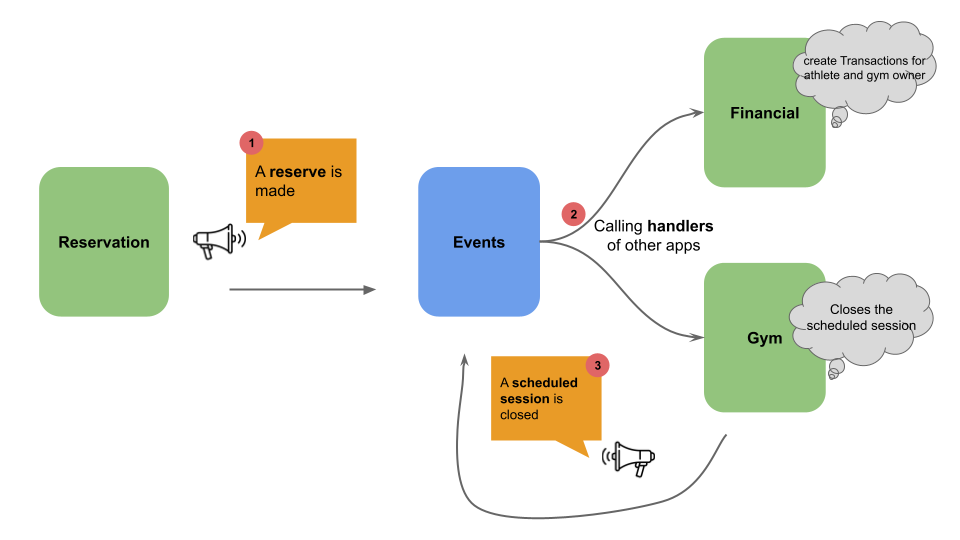 Reservation
1
A reserve is
made
Events
2
Calling handlers
of other apps
Financial
create Transactions for
athlete and gym owner
Gym
Closes the
scheduled session
3
A scheduled
session is
closed